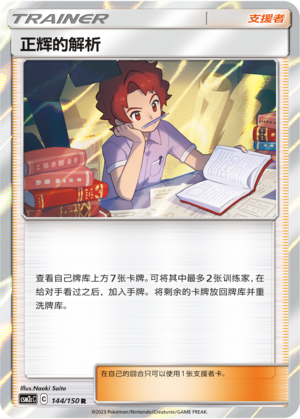 TRAINER
支援者
正辉的解析
查看自己牌库上方7张卡牌。可将其中最多2张训练家,在
给对手看过之后,加入手牌。将剩余的卡牌放回牌库并重
洗牌库。
在自己的回合只可以使用1张支援者卡。
Illus.Naoki Saito
C 144/150 R
©2023 Pokémon/Nintendo/Creatures/GAME FREAK.